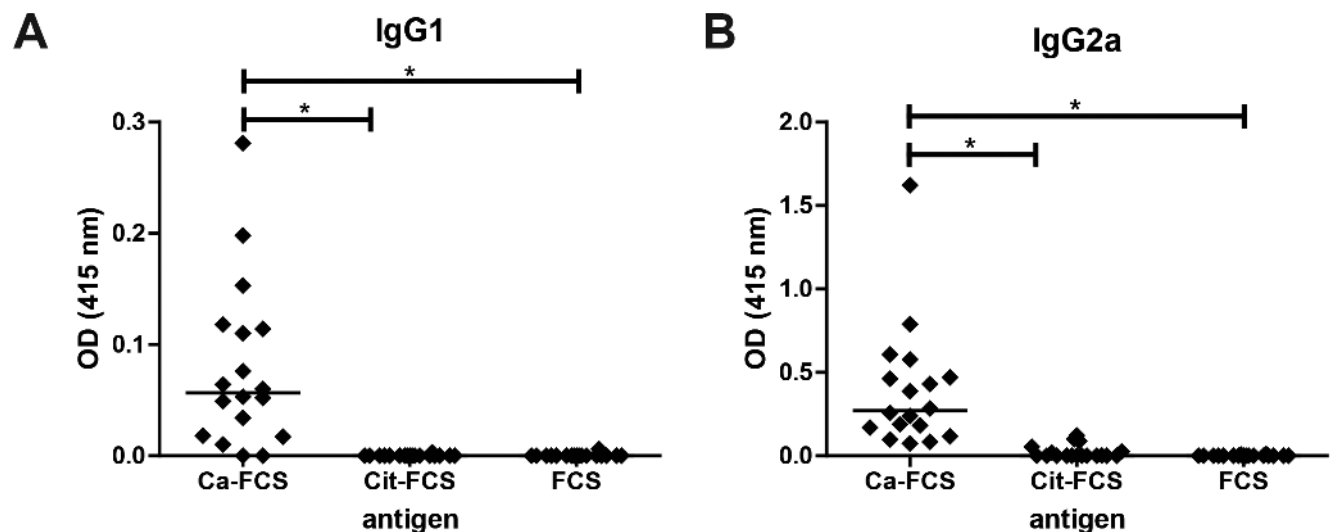 A
IgG1
*
*
OD (415 nm)
0.3
0.2
0.1
0.0
Ca-FCS Cit-FCS FCS
antigen
B
IgG2a
*
*
OD (415 nm)
2.0
1.5
1.0
0.5
0.0
Ca-FCS Cit-FCS FCS
antigen